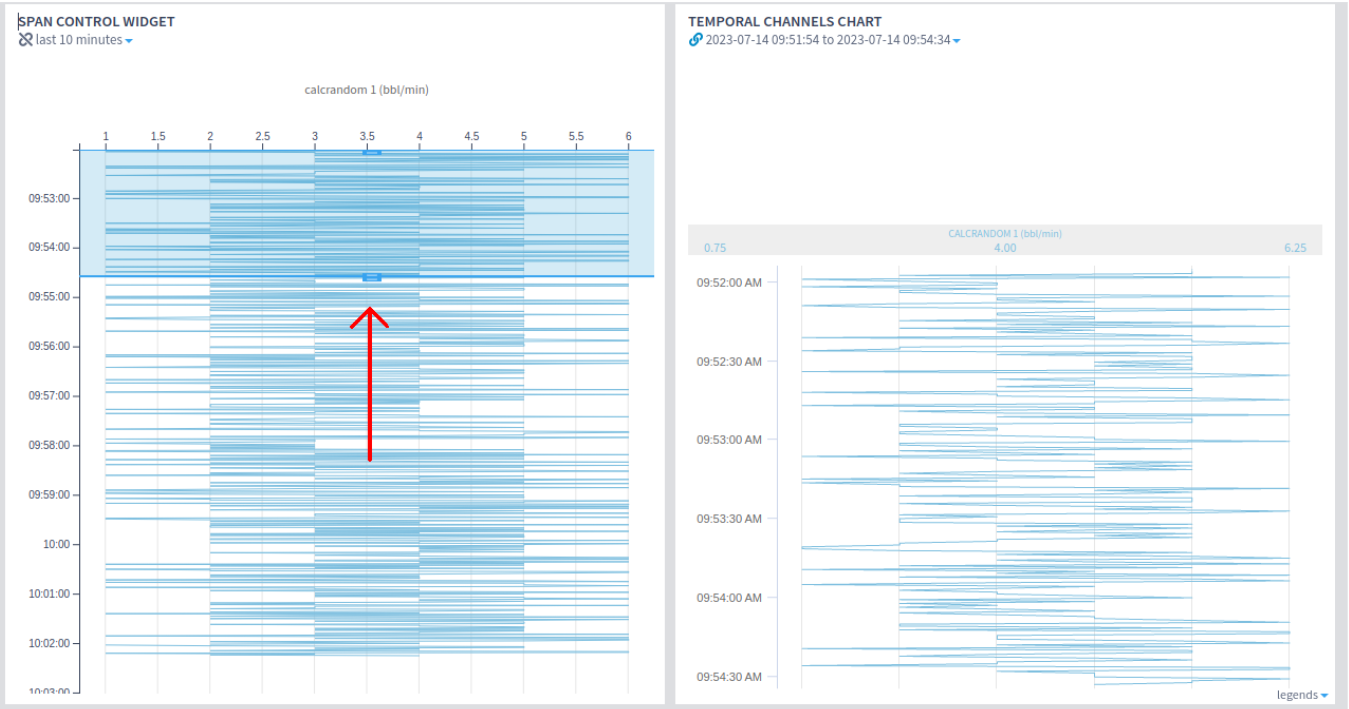 SPAN CONTROL WIDGET
last 10 minutes
calcrandom 1 (bbl/min)
1 1.5 2 2.5 3 3.5 4 4.5 5 5.5 6
09:53:00
09:54:00
09:55:00
09:56:00
09:57:00
09:58:00
09:59:00
10:00
10:01:00
10:02:00
10:03:00
TEMPORAL CHANNELS CHART
2023-07-14 09:51:54 to 2023-07-14 09:54:34
CALCRANDOM 1 (bbl/min)
0.75 4.00 6.25
09:52:00 AM
09:52:30 AM
09:53:00 AM
09:53:30 AM
09:54:00 AM
09:54:30 AM
legends